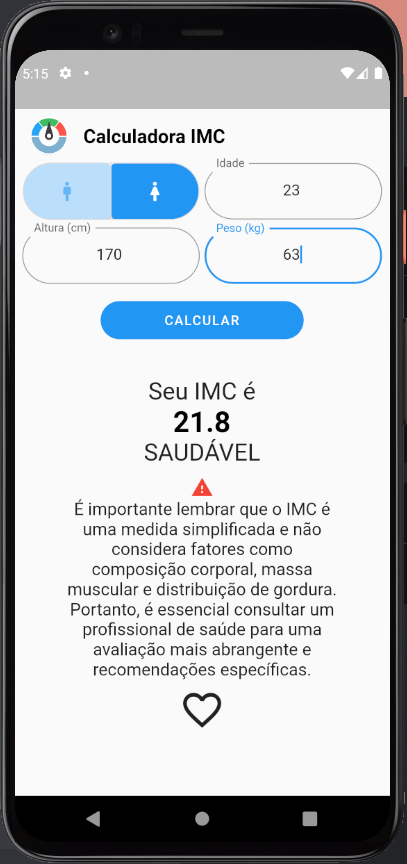 5:15
Calculadora IMC
Idade
23
Altura (cm)
170
Peso (kg)
63
CALCULAR
Seu IMC é
21.8
SAUDÁVEL
É importante lembrar que o IMC é
uma medida simplificada e não
considera fatores como
composição corporal, massa
muscular e distribuição de gordura.
Portanto, é essencial consultar um
profissional de saúde para uma
avaliação mais abrangente e
recomendações específicas.